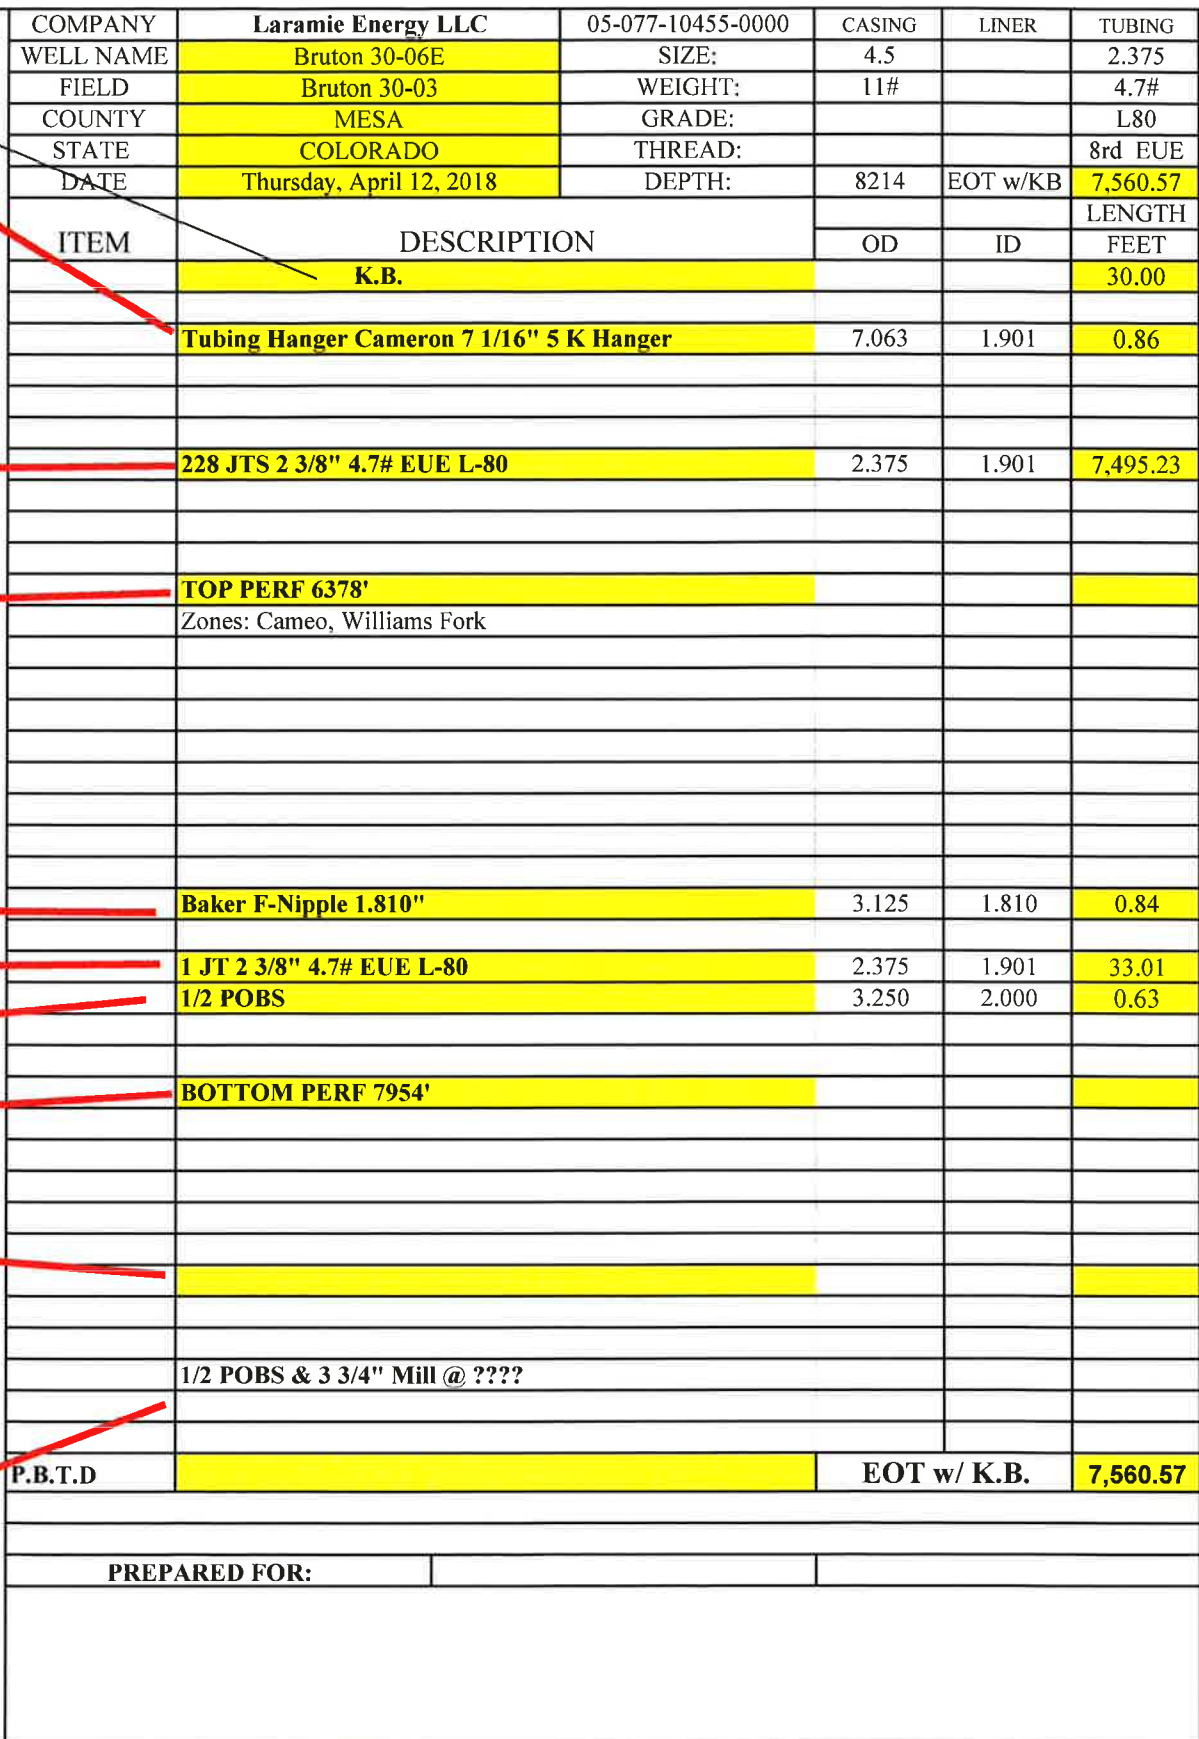 COMPANY Laramie Energy LLC 05-077-10455-0000 CASING LINER TUBING
WELL NAME Bruton 30-06E SIZE: 4.5 2.375
FIELD Bruton 30-03 WEIGHT: 11# 4.7#
COUNTY MESA GRADE: L80
STATE COLORADO THREAD: 8rd EUE
DATE Thursday, April 12, 2018 DEPTH: 8214 EOT w/KB 7,560.57
LENGTH
ITEM DESCRIPTION OD ID FEET
K.B. 30.00
Tubing Hanger Cameron 7 1/16" 5 K Hanger 7.063 1.901 0.86
228 JTS 2 3/8" 4.7# EUE L-80 2.375 1.901 7,495.23
TOP PERF 6378'
Zones: Cameo, Williams Fork
Baker F-Nipple 1.810" 3.125 1.810 0.84
1 JT 2 3/8" 4.7# EUE L-80 2.375 1.901 33.01
1/2 POBS 3.250 2.000 0.63
BOTTOM PERF 7954'
1/2 POBS & 3 3/4" Mill @ ????
P.B.T.D EOT w/ K.B. 7,560.57
PREPARED FOR: